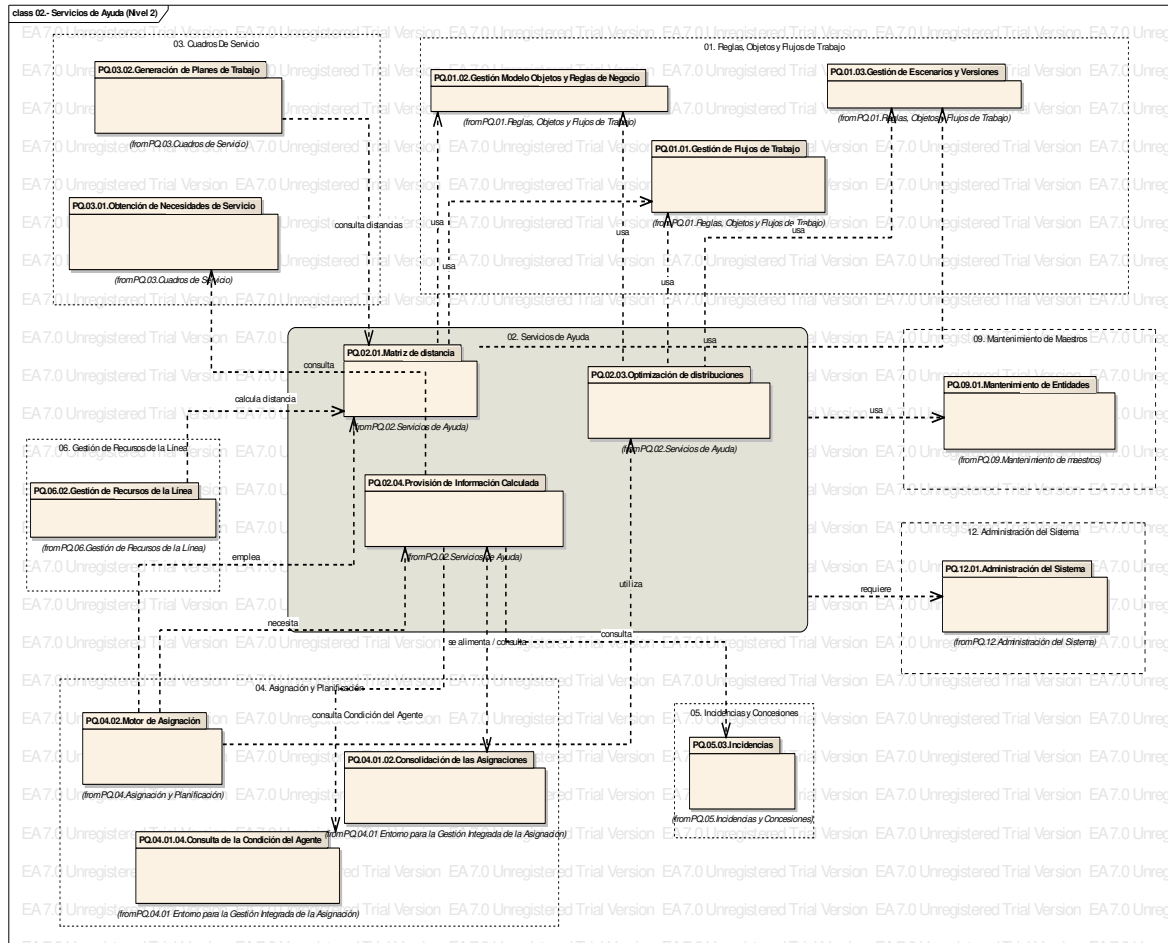 class 02.- Servicios de Ayuda (Nivel 2)
03. Cuadros De Servicio
01. Reglas, Objetos y Flujos de Trabajo
PQ.03.02.Generación de Planes de Trabajo
(from PQ.03.Cuadros de Servicio)
PQ.01.02.Gestión Modelo Objetos y Reglas de Negocio
(from PQ.01.Reglas, Objetos y Flujos de Trabajo)
PQ.01.03.Gestión de Escenarios y Versiones
(from PQ.01.Reglas, Objetos y Flujos de Trabajo)
PQ.01.01.Gestión de Flujos de Trabajo
(from PQ.01.Reglas, Objetos y Flujos de Trabajo)
PQ.03.01.Obtención de Necesidades de Servicio
(from PQ.03.Cuadros de Servicio)
consulta distancias
usa
usa
usa
usa
usa
usa
02. Servicios de Ayuda
PQ.02.01.Matriz de distancia
(from PQ.02.Servicios de Ayuda)
PQ.02.03.Optimización de distribuciones
(from PQ.02.Servicios de Ayuda)
consulta
calcula distancia
09. Mantenimiento de Maestros
PQ.09.01.Mantenimiento de Entidades
(from PQ.09.Mantenimiento de maestros)
usa
06. Gestión de Recursos de la Línea
PQ.06.02.Gestión de Recursos de la Línea
(from PQ.06.Gestión de Recursos de la Línea)
PQ.02.04.Provisión de Información Calculada
(from PQ.02.Servicios de Ayuda)
12. Administración del Sistema
PQ.12.01.Administración del Sistema
(from PQ.12.Administración del Sistema)
emplea
utiliza
requiere
necesita
se alimenta / consulta
consulta
04. Asignación y Planificación
consulta Condición del Agente
PQ.04.02.Motor de Asignación
(from PQ.04.Asignación y Planificación)
PQ.04.01.02.Consolidación de las Asignaciones
(from PQ.04.01 Entorno para la Gestión Integrada de la Asignación)
PQ.04.01.04.Consulta de la Condición del Agente
(from PQ.04.01 Entorno para la Gestión Integrada de la Asignación)
05. Incidencias y Concesiones
PQ.05.03.Incidencias
(from PQ.05.Incidencias y Concesiones)
EA 7.0 Unregistered Trial Version